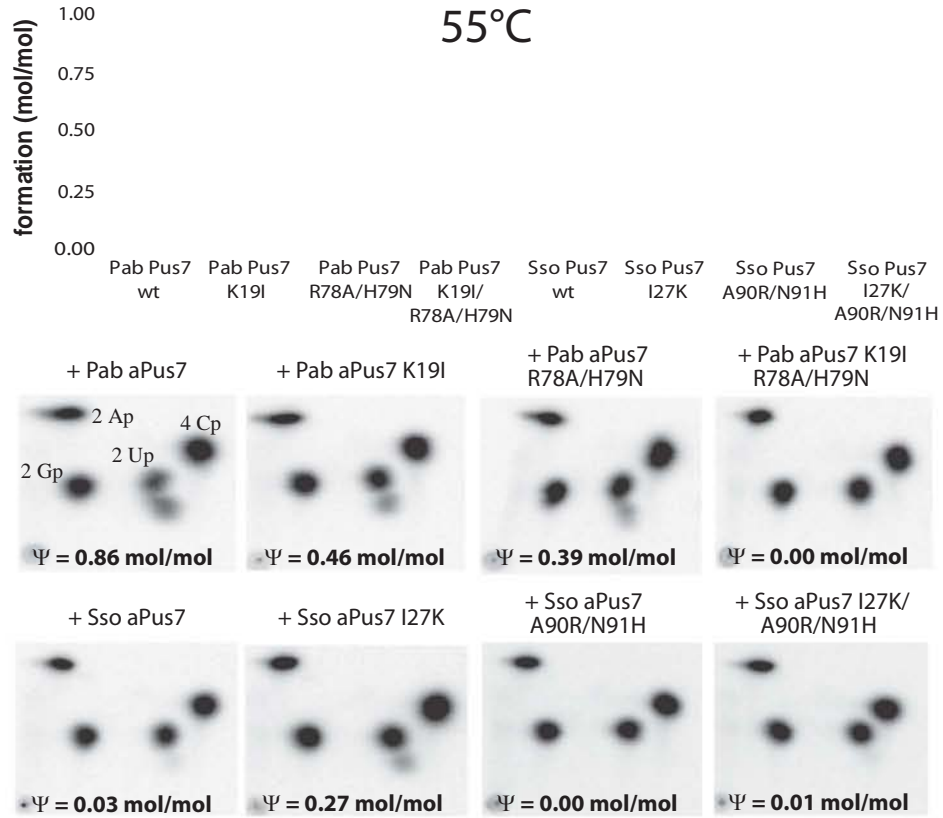 55°C
formation (mol/mol)
1.00
0.75
0.50
0.25
0.00
Pab Pus7
wt
Pab Pus7
K19I
Pab Pus7
R78A/H79N
Pab Pus7
K19I/
R78A/H79N
Sso Pus7
wt
Sso Pus7
I27K
Sso Pus7
A90R/N91H
Sso Pus7
I27K/
A90R/N91H
+ Pab aPus7
2 Ap
4 Cp
2 Up
2 Gp
Ψ = 0.86 mol/mol
+ Pab aPus7 K19I
Ψ = 0.46 mol/mol
+ Pab aPus7
R78A/H79N
Ψ = 0.39 mol/mol
+ Pab aPus7 K19I
R78A/H79N
Ψ = 0.00 mol/mol
+ Sso aPus7
Ψ = 0.03 mol/mol
+ Sso aPus7 I27K
Ψ = 0.27 mol/mol
+ Sso aPus7
A90R/N91H
Ψ = 0.00 mol/mol
+ Sso aPus7 I27K/
A90R/N91H
Ψ = 0.01 mol/mol